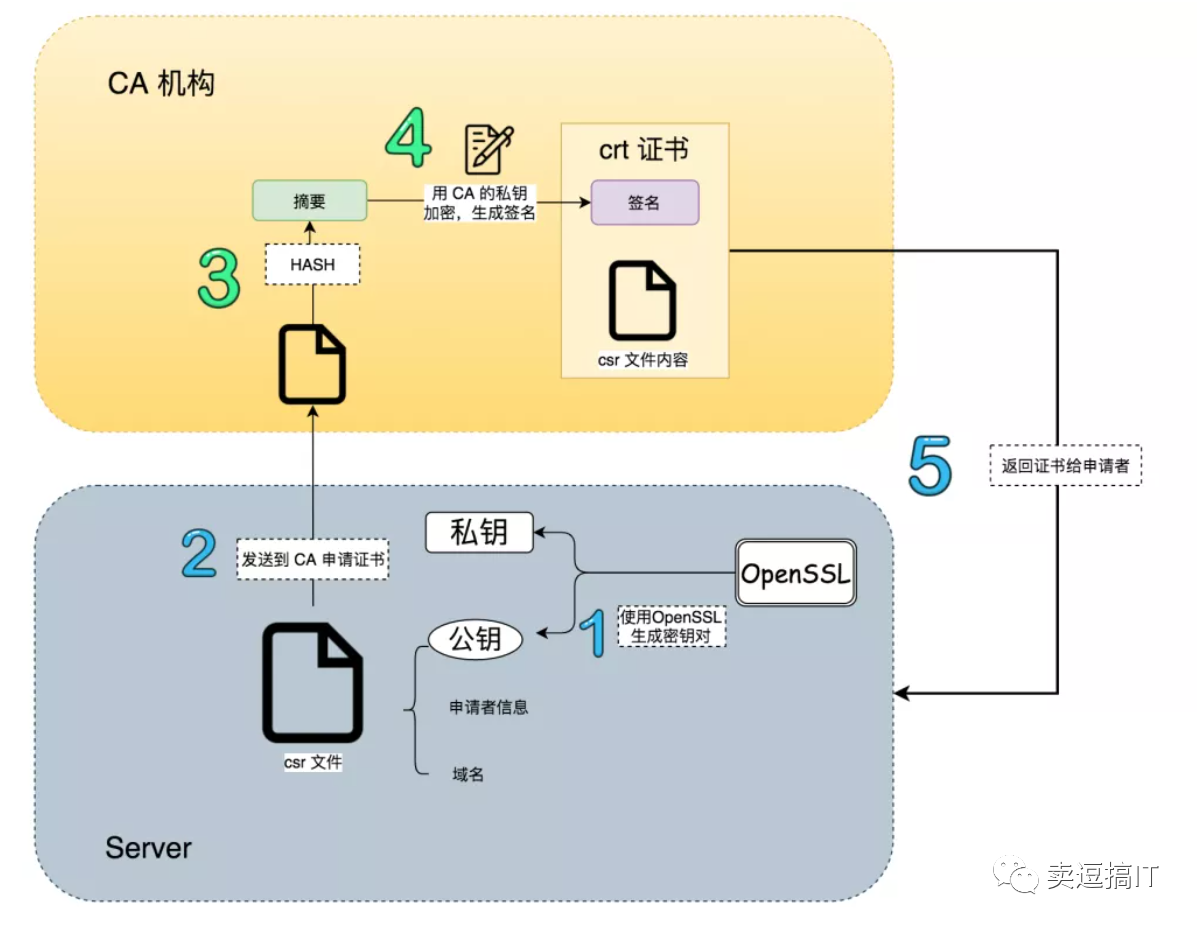 CA 机构
4
crt 证书
摘要
用 CA 的私钥
加密，生成签名
签名
3
HASH
csr 文件内容
5
返回证书给申请者
2
发送到 CA 申请证书
私钥
OpenSSL
1
使用OpenSSL
生成密钥对
公钥
申请者信息
csr 文件
域名
Server
卖逗搞IT